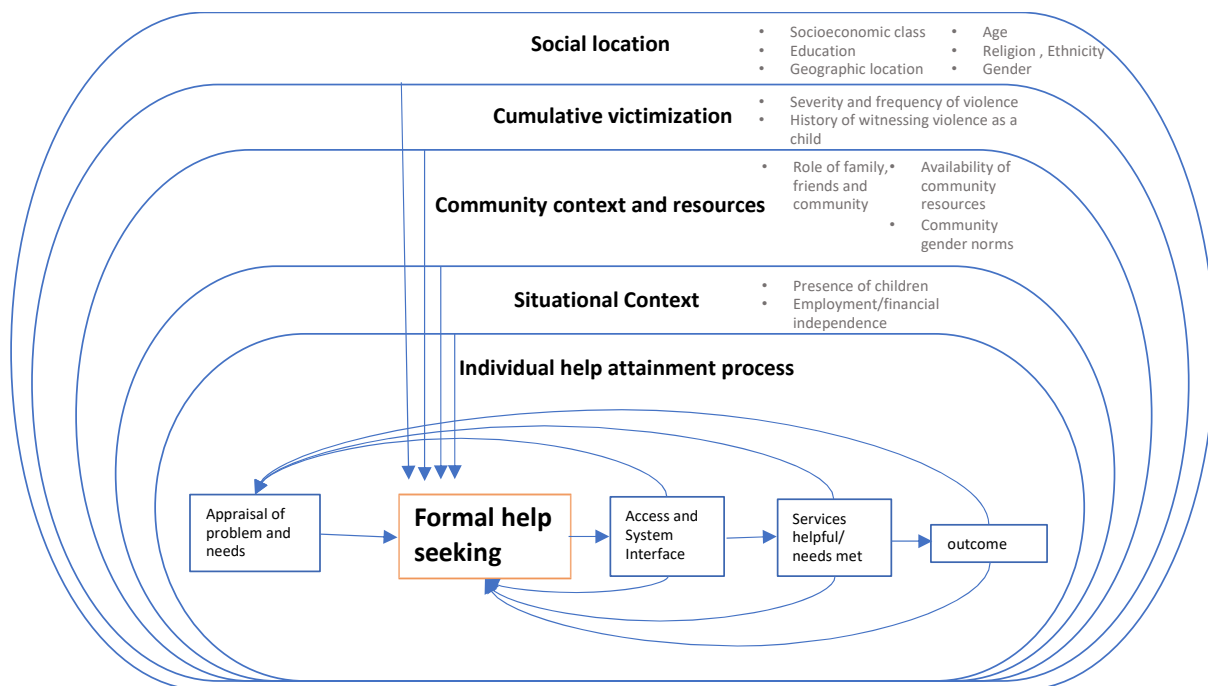 Social location
• Socioeconomic class
• Education
• Geographic location
• Age
• Religion , Ethnicity
• Gender
Cumulative victimization
• Severity and frequency of violence
• History of witnessing violence as a
child
Community context and resources
• Role of family,
friends and
community
• Availability of
community
resources
• Community
gender norms
Situational Context
• Presence of children
• Employment/financial
independence
Individual help attainment process
Appraisal of
problem and
needs
Formal help
seeking
Access and
System
Interface
Services
helpful/
needs met
outcome